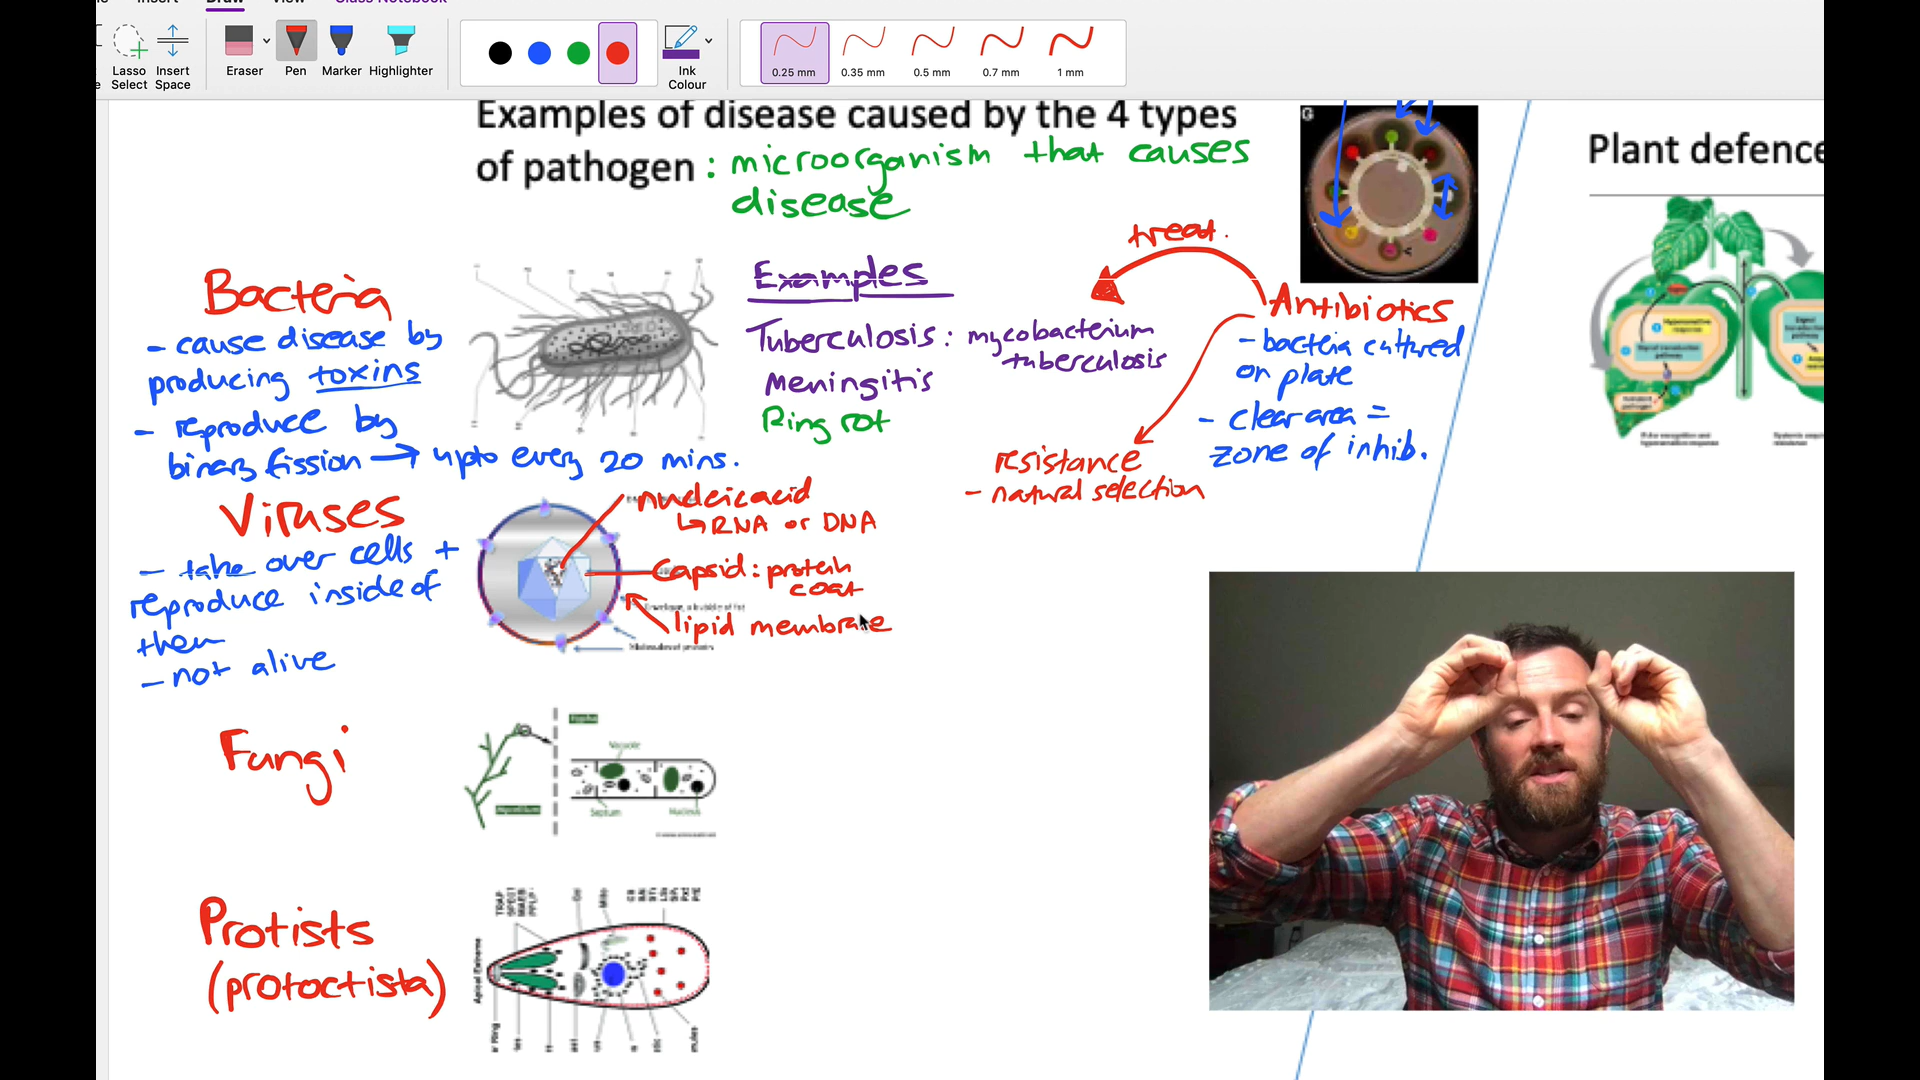 Draw
Class Notebook
Lasso Select
Insert Space
Eraser
Pen
Marker
Highlighter
Ink Colour
0.25 mm
0.35 mm
0.5 mm
0.7 mm
1 mm
Examples of disease caused by the 4 types
of pathogen : microorganism that causes
disease
Plant defence
Bacteria
- cause disease by
producing toxins
- reproduce by
binary fission → upto every 20 mins.
Examples
Tuberculosis : mycobacterium
tuberculosis
Meningitis
Ring rot
treat.
Antibiotics
- bacteria cultured
on plate
- clear area =
zone of inhib.
resistance
- natural selection
Viruses
- take over cells +
reproduce inside of
them
- not alive
nucleic acid
↳ RNA or DNA
capsid : protein
coat
lipid membrane
Fungi
Vacuole
Septum
Nucleus
Protists
(protoctista)